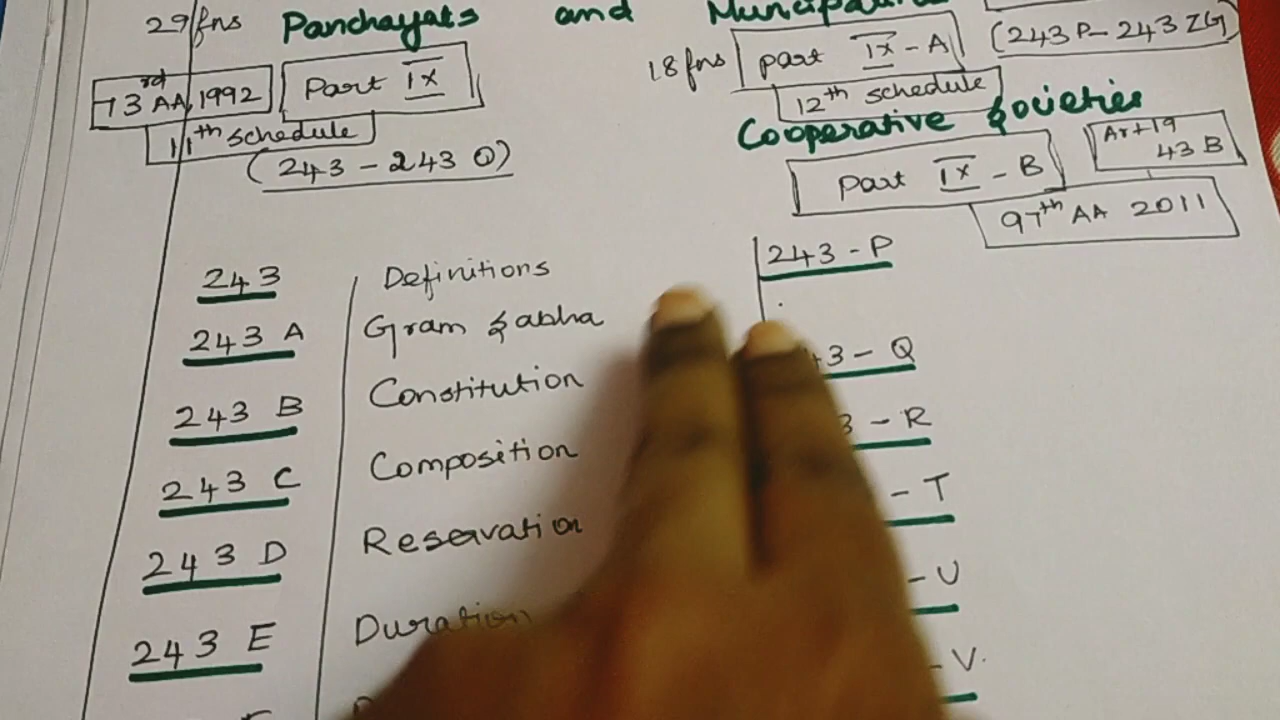 29 fns Panchayats and
18 fns Part IX - A (243 P - 243 ZG)
73rd AA, 1992 Part IX
12th schedule
11th schedule
(243 - 243 O)
Cooperative Societies
Art 19
43 B
Part IX - B
97th AA 2011
243 Definitions 243 - P
243 A Gram Sabha
243 B Constitution - Q
243 C Composition - R
243 D Reservation - T
243 E Duration - U
- V.